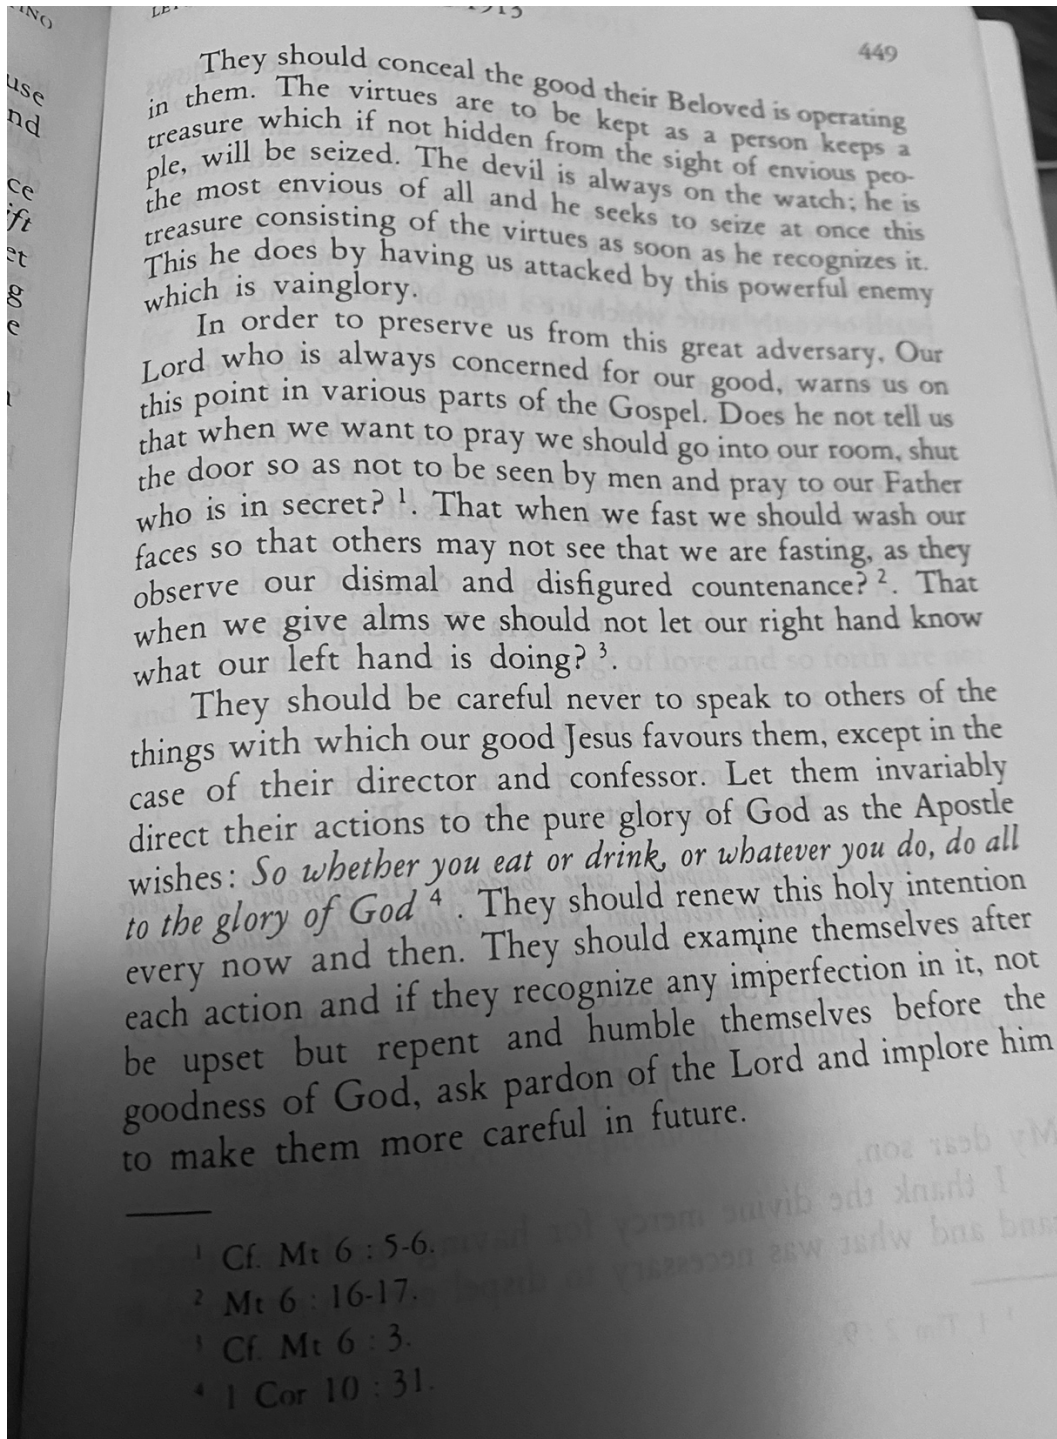 449
They should conceal the good their Beloved is operating
in them. The virtues are to be kept as a person keeps a
treasure which if not hidden from the sight of envious peo-
ple, will be seized. The devil is always on the watch; he is
the most envious of all and he seeks to seize at once this
treasure consisting of the virtues as soon as he recognizes it.
This he does by having us attacked by this powerful enemy
which is vainglory.
In order to preserve us from this great adversary, Our
Lord who is always concerned for our good, warns us on
this point in various parts of the Gospel. Does he not tell us
that when we want to pray we should go into our room, shut
the door so as not to be seen by men and pray to our Father
who is in secret? 1. That when we fast we should wash our
faces so that others may not see that we are fasting, as they
observe our dismal and disfigured countenance? 2. That
when we give alms we should not let our right hand know
what our left hand is doing? 3.
They should be careful never to speak to others of the
things with which our good Jesus favours them, except in the
case of their director and confessor. Let them invariably
direct their actions to the pure glory of God as the Apostle
wishes: So whether you eat or drink, or whatever you do, do all
to the glory of God 4. They should renew this holy intention
every now and then. They should examine themselves after
each action and if they recognize any imperfection in it, not
be upset but repent and humble themselves before the
goodness of God, ask pardon of the Lord and implore him
to make them more careful in future.
1 Cf. Mt 6 : 5-6.
2 Mt 6 : 16-17.
3 Cf. Mt 6 : 3.
4 1 Cor 10 : 31.